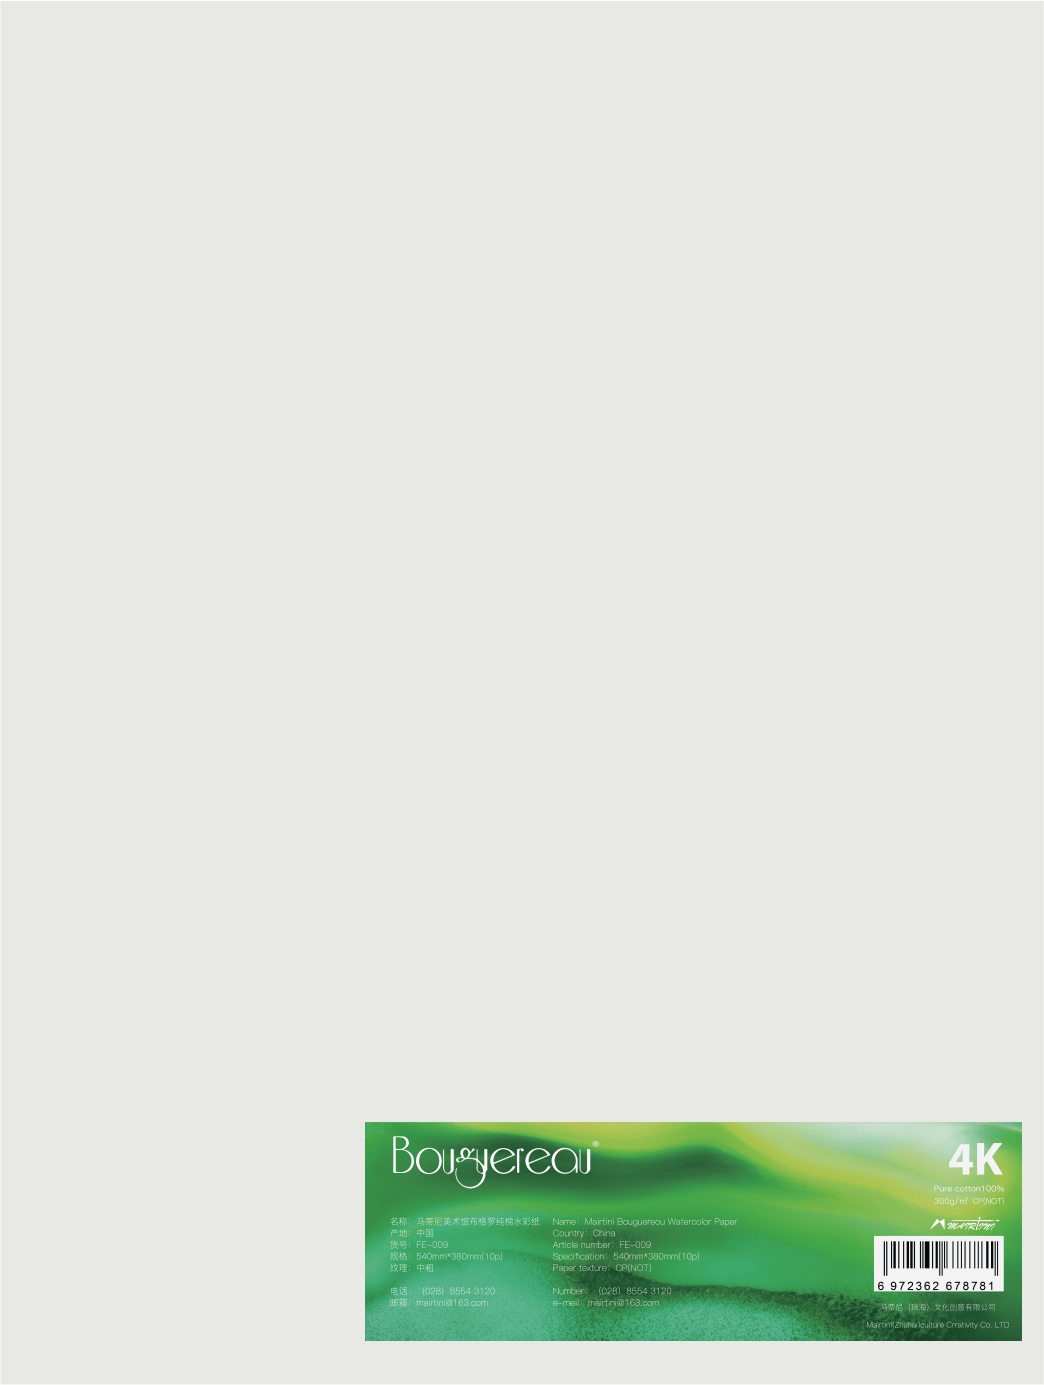 Bouguereau®
4K
Pure cotton100%
300g/㎡ CP(NOT)
MAIRTINI
名称：马蒂尼美术馆布格罗纯棉水彩纸
产地：中国
货号：FE-009
规格：540mm*380mm(10p)
纹理：中粗
电话：（028）8554 3120
邮箱：mairtini@163.com
Name：Mairtini Bouguereou Watercolor Paper
Country：China
Article number：FE-009
Specification：540mm*380mm(10p)
Paper texture：CP(NOT)
Number：（028）8554 3120
e-meil：mairtini@163.com
6 972362 678781
马蒂尼（珠海）文化创意有限公司
Mairtini(Zhuhai)culture Crrativity Co. LTD